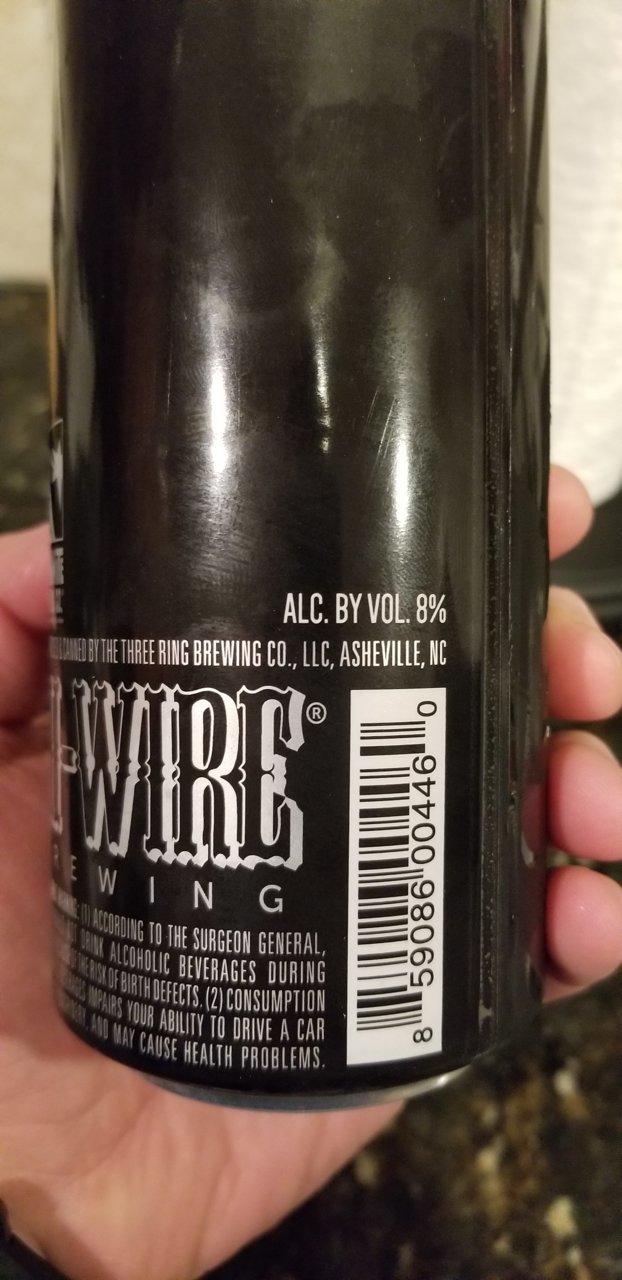 ALC. BY VOL. 8%
CANNED BY THE THREE RING BREWING CO., LLC, ASHEVILLE, NC
-WIRE®
EWING
(1) ACCORDING TO THE SURGEON GENERAL,
DRINK ALCOHOLIC BEVERAGES DURING
THE RISK OF BIRTH DEFECTS. (2) CONSUMPTION
IMPAIRS YOUR ABILITY TO DRIVE A CAR
AND MAY CAUSE HEALTH PROBLEMS.
8 59086 00446 0